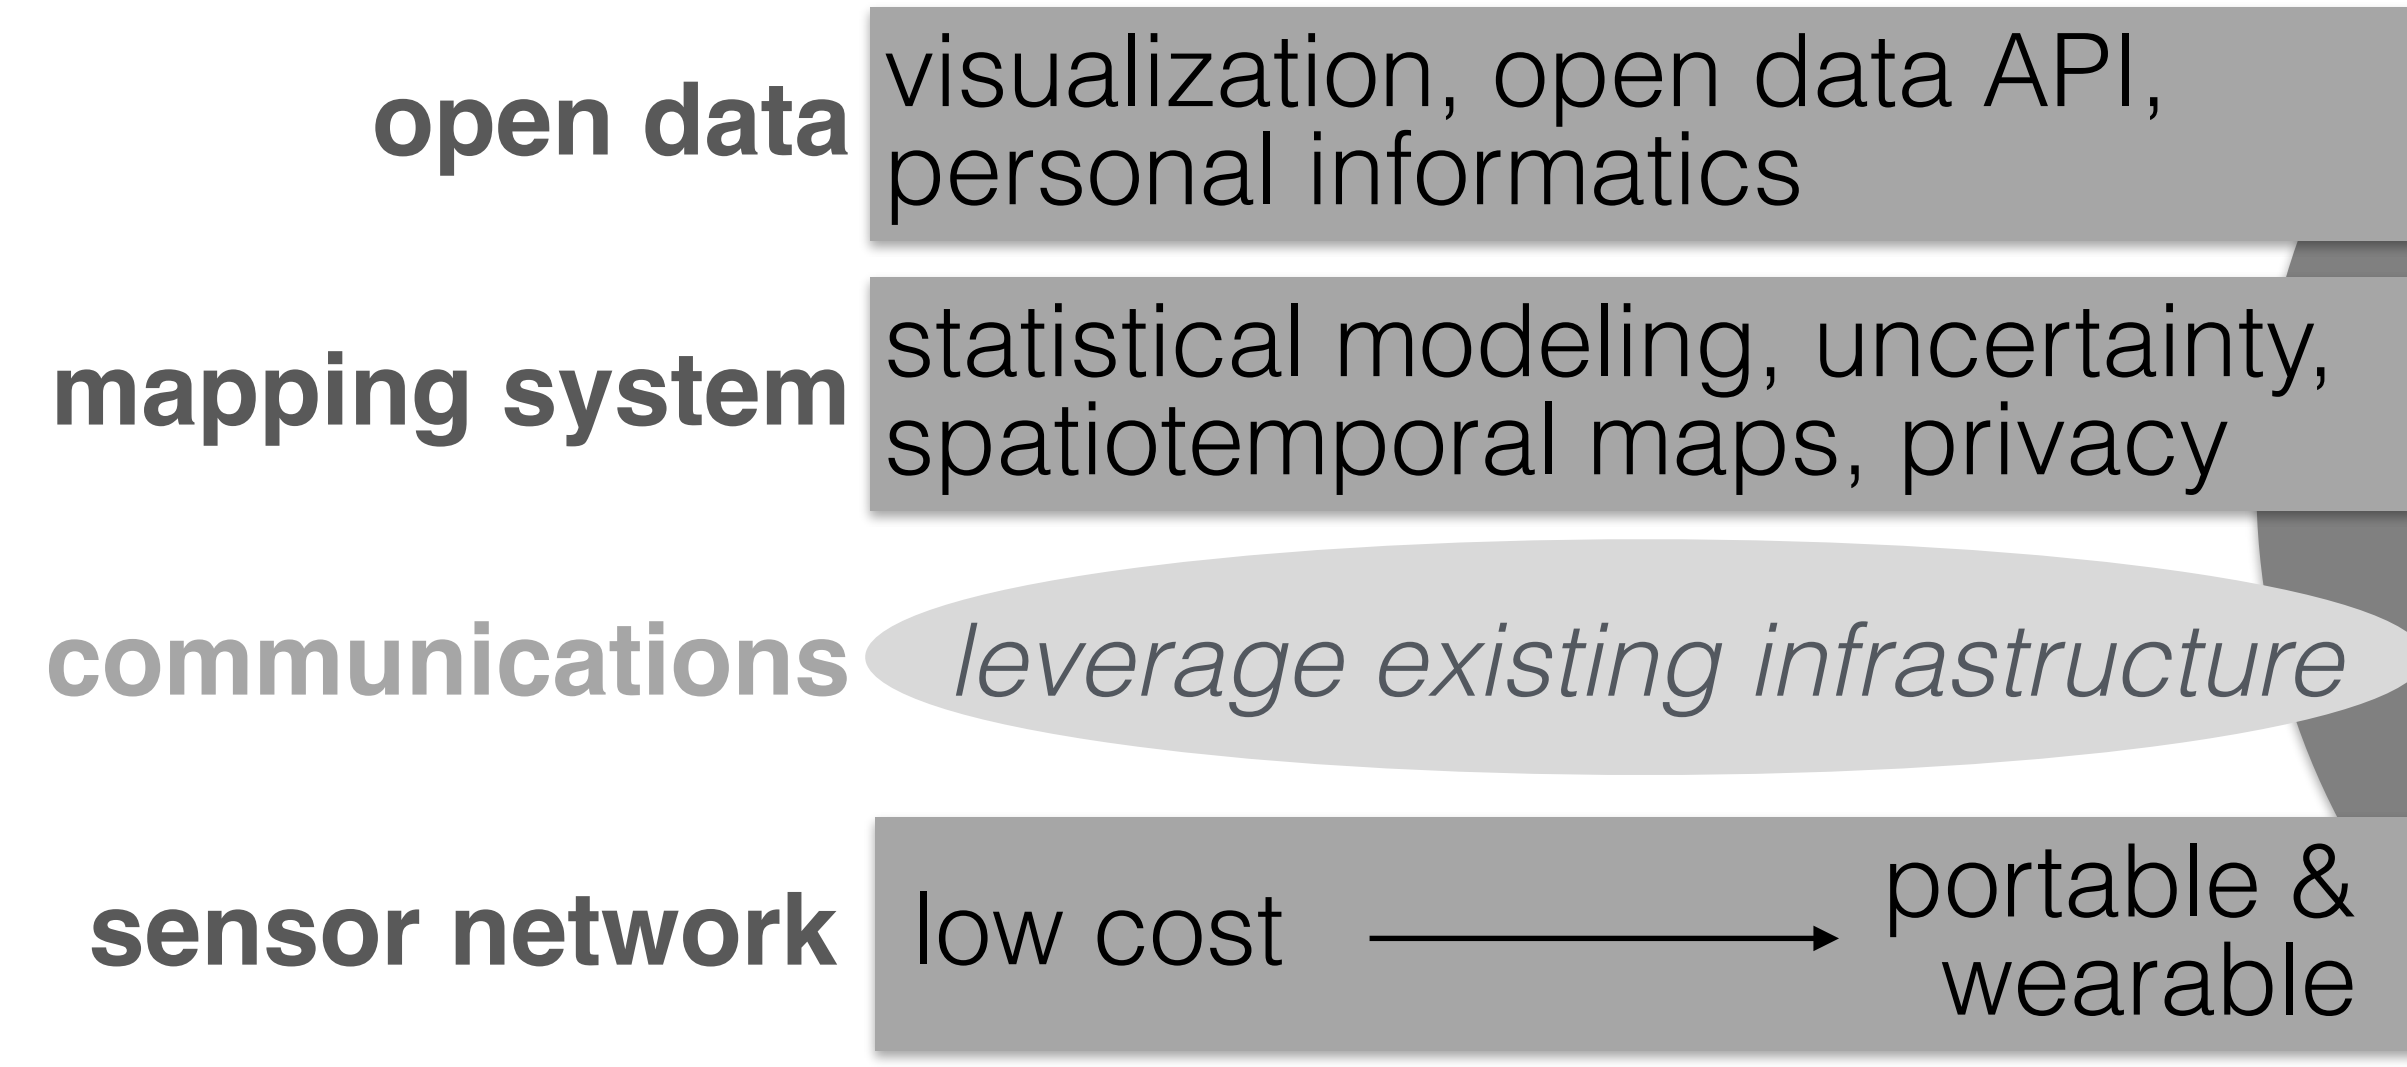 open data
visualization, open data API,
personal informatics
mapping system
statistical modeling, uncertainty,
spatiotemporal maps, privacy
communications
leverage existing infrastructure
sensor network
low cost
portable &
wearable